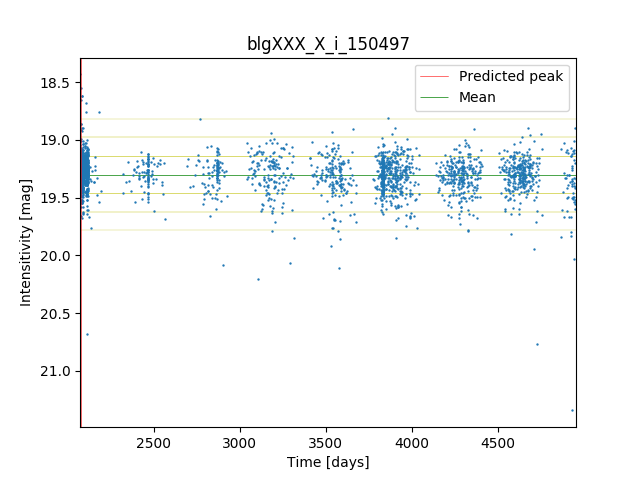 blgXXX_X_i_150497
Predicted peak
Mean
18.5
19.0
19.5
20.0
20.5
21.0
Intensitivity [mag]
2500 3000 3500 4000 4500
Time [days]